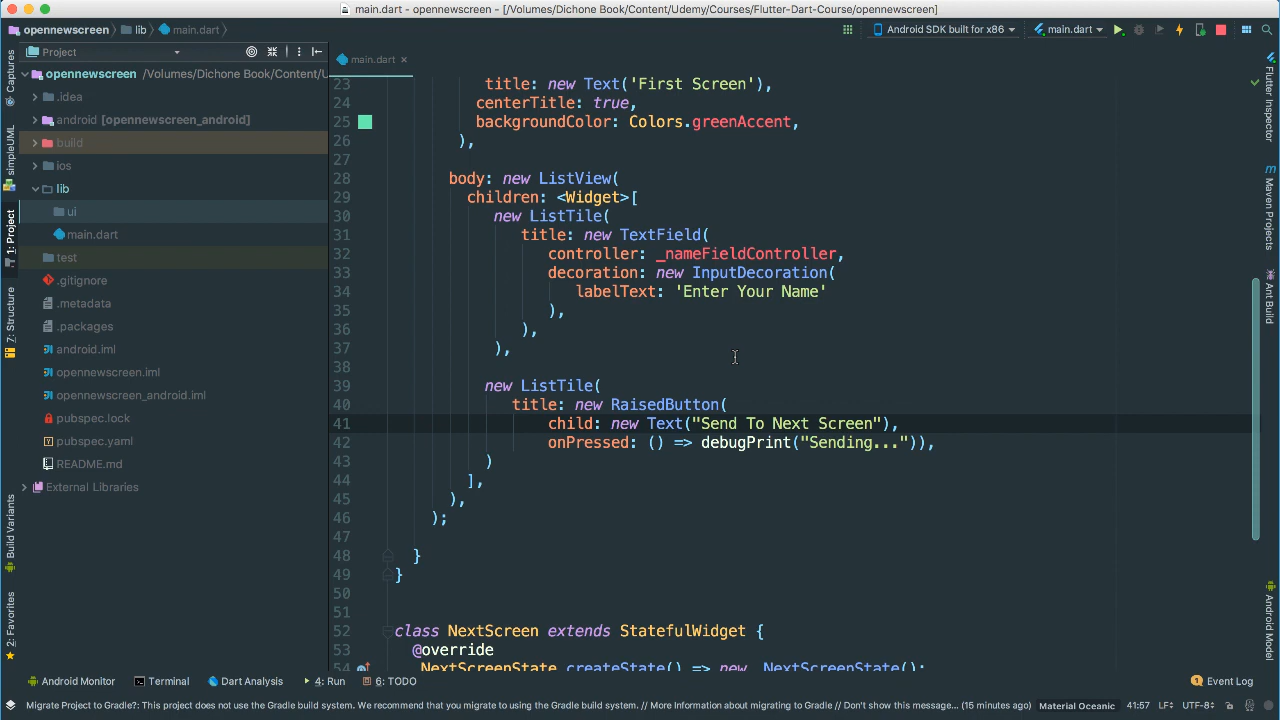 main.dart - opennewscreen - [/Volumes/Dichone Book/Content/Udemy/Courses/Flutter-Dart-Course/opennewscreen]
opennewscreen lib main.dart Android SDK built for x86 main.dart
Project
main.dart ×
opennewscreen /Volumes/Dichone Book/Content/U
.idea
android [opennewscreen_android]
build
ios
lib
ui
main.dart
test
.gitignore
.metadata
.packages
android.iml
opennewscreen.iml
opennewscreen_android.iml
pubspec.lock
pubspec.yaml
README.md
External Libraries
Captures
simpleUML
1: Project
7: Structure
Build Variants
2: Favorites
23 title: new Text('First Screen'),
24 centerTitle: true,
25 backgroundColor: Colors.greenAccent,
26 ),
27
28 body: new ListView(
29 children: <Widget>[
30 new ListTile(
31 title: new TextField(
32 controller: _nameFieldController,
33 decoration: new InputDecoration(
34 labelText: 'Enter Your Name'
35 ),
36 ),
37 ),
38
39 new ListTile(
40 title: new RaisedButton(
41 child: new Text("Send To Next Screen"),
42 onPressed: () => debugPrint("Sending...")),
43 )
44 ],
45 ),
46 );
47
48 }
49 }
50
51
52 class NextScreen extends StatefulWidget {
53 @override
54 _NextScreenState createState() => new _NextScreenState();
Flutter Inspector
Maven Projects
Ant Build
Android Model
Android Monitor Terminal Dart Analysis 4: Run 6: TODO 1 Event Log
Migrate Project to Gradle?: This project does not use the Gradle build system. We recommend that you migrate to using the Gradle build system. // More Information about migrating to Gradle // Don't show this message... (15 minutes ago) Material Oceanic 41:57 LF÷ UTF-8÷